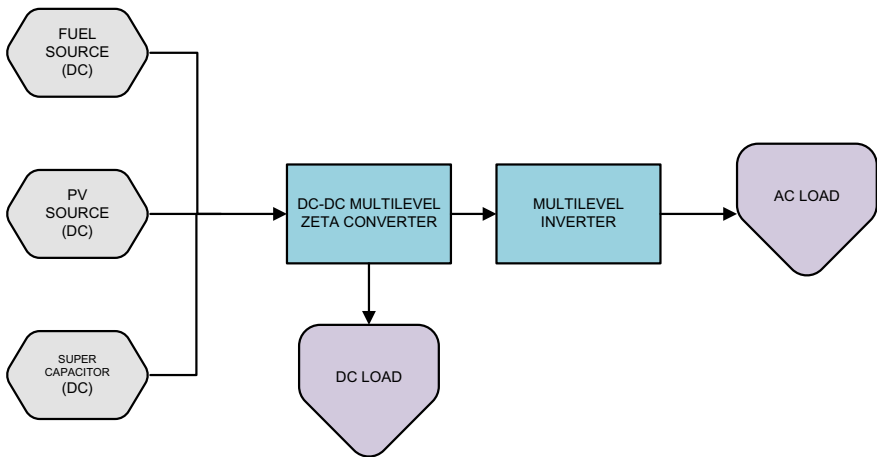 FUEL
SOURCE
(DC)
PV
SOURCE
(DC)
SUPER
CAPACITOR
(DC)
DC-DC MULTILEVEL
ZETA CONVERTER
MULTILEVEL
INVERTER
AC LOAD
DC LOAD